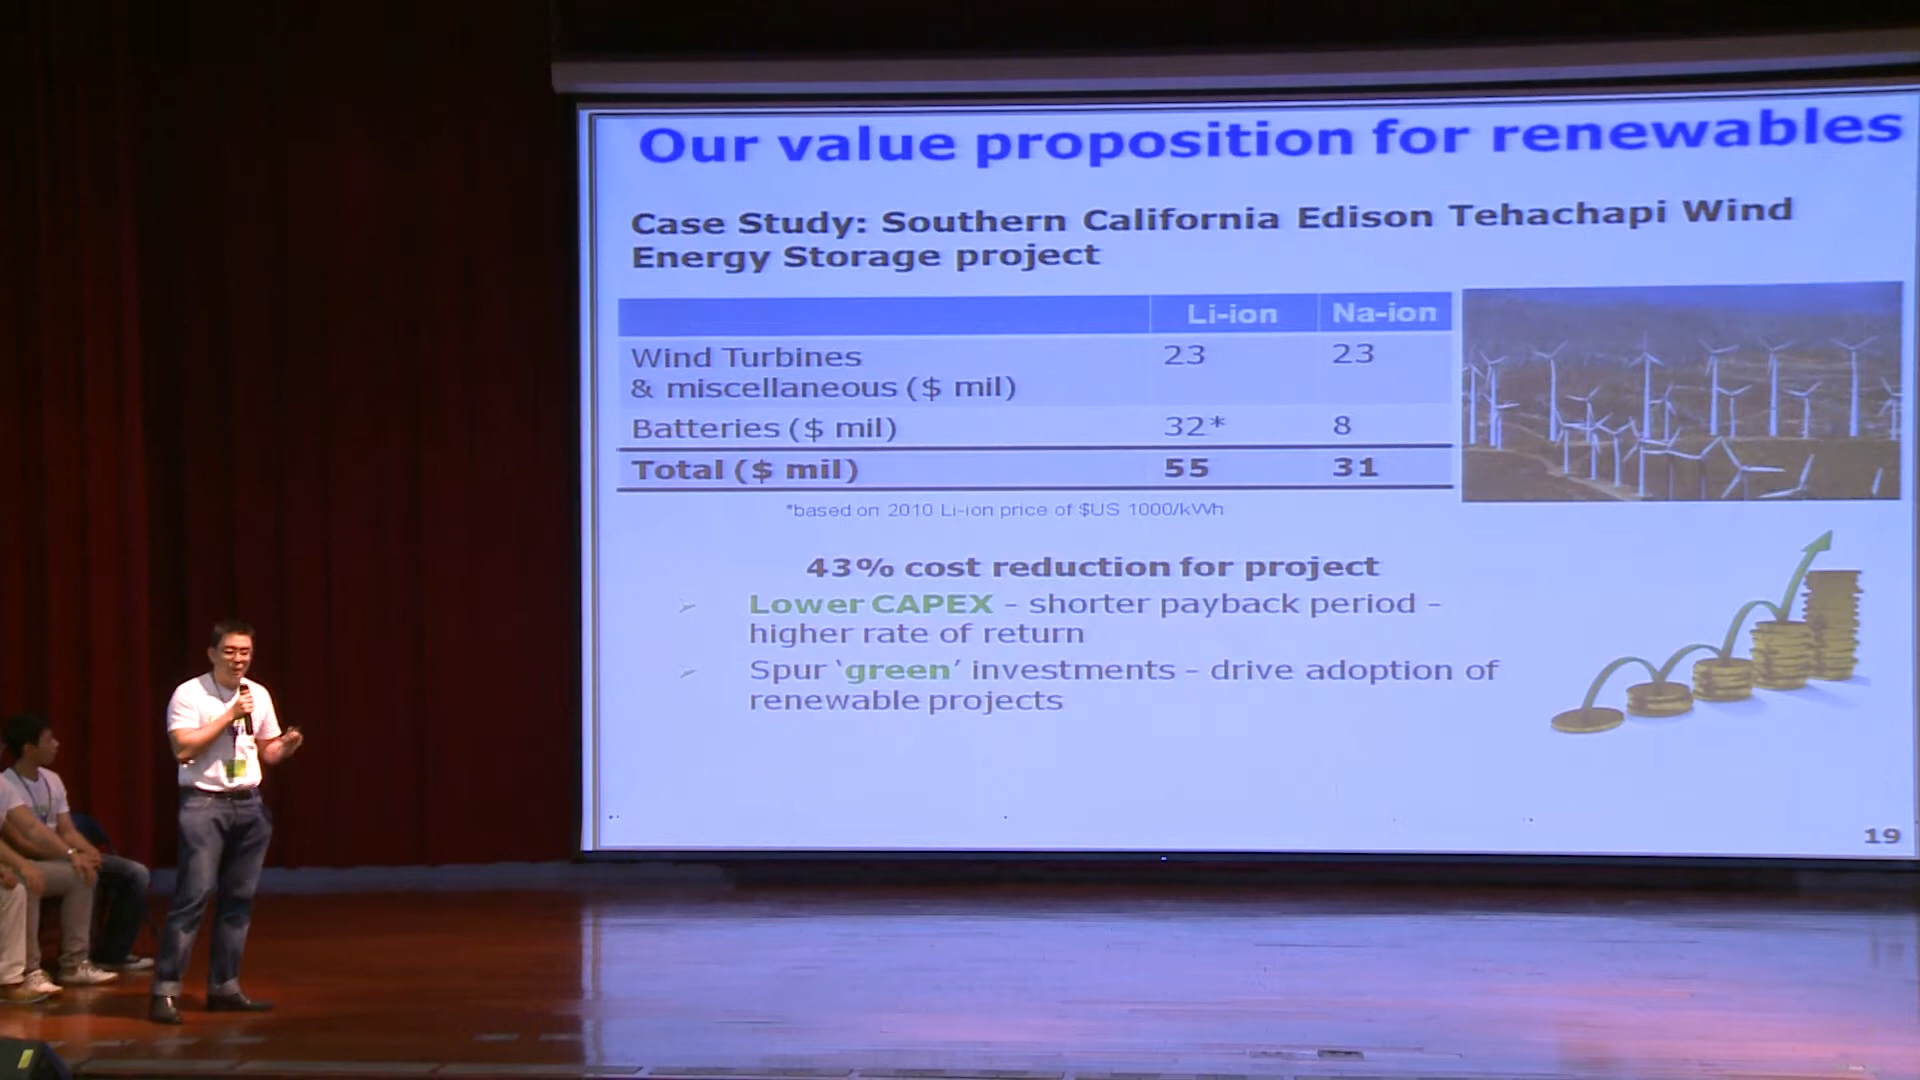 Our value proposition for renewables
Case Study: Southern California Edison Tehachapi Wind
Energy Storage project
Li-ion Na-ion
Wind Turbines 23 23
& miscellaneous ($ mil)
Batteries ($ mil) 32* 8
Total ($ mil) 55 31
*based on 2010 Li-ion price of $US 1000/kWh
43% cost reduction for project
➢ Lower CAPEX - shorter payback period -
higher rate of return
➢ Spur ‘green’ investments - drive adoption of
renewable projects
19